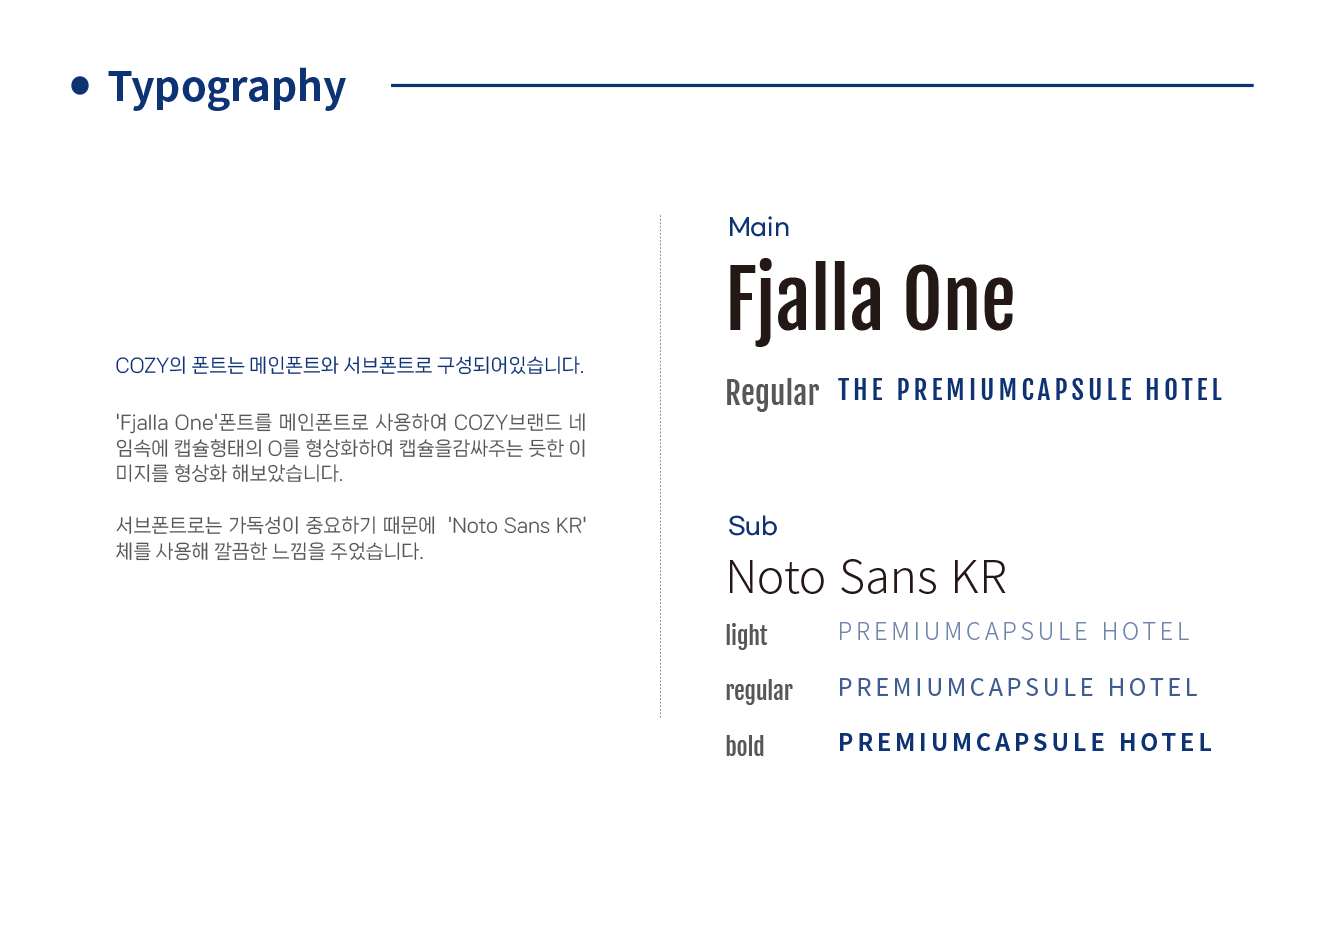 Typography
COZY의 폰트는 메인폰트와 서브폰트로 구성되어있습니다.
'Fjalla One'폰트를 메인폰트로 사용하여 COZY브랜드 네
임속에 캡슐형태의 O를 형상화하여 캡슐을감싸주는 듯한 이
미지를 형상화 해보았습니다.
서브폰트로는 가독성이 중요하기 때문에 'Noto Sans KR'
체를 사용해 깔끔한 느낌을 주었습니다.
Main
Fjalla One
Regular THE PREMIUMCAPSULE HOTEL
Sub
Noto Sans KR
light PREMIUMCAPSULE HOTEL
regular PREMIUMCAPSULE HOTEL
bold PREMIUMCAPSULE HOTEL